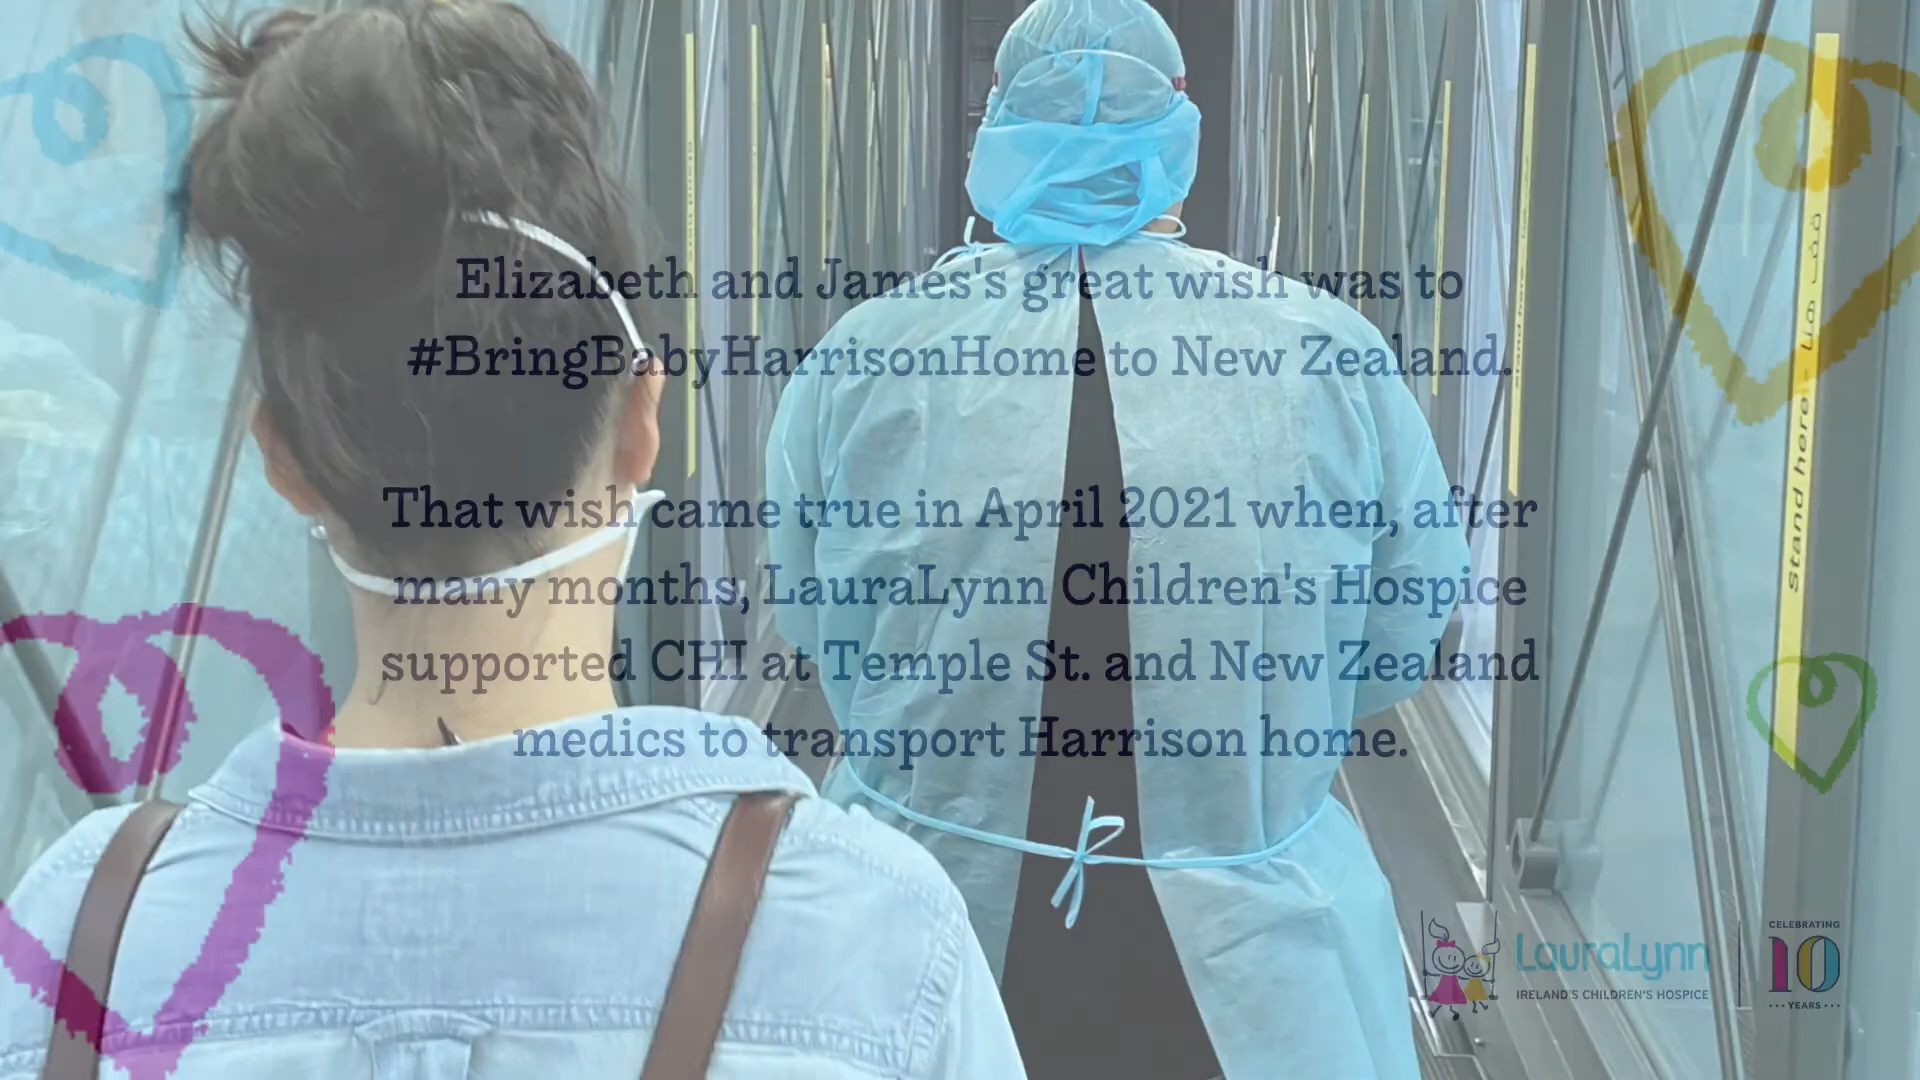 Elizabeth and James's great wish was to
#BringBabyHarrisonHome to New Zealand.
That wish came true in April 2021 when, after
many months, LauraLynn Children's Hospice
supported CHI at Temple St. and New Zealand
medics to transport Harrison home.
Stand here
LauraLynn
IRELAND'S CHILDREN'S HOSPICE
CELEBRATING
10
YEARS